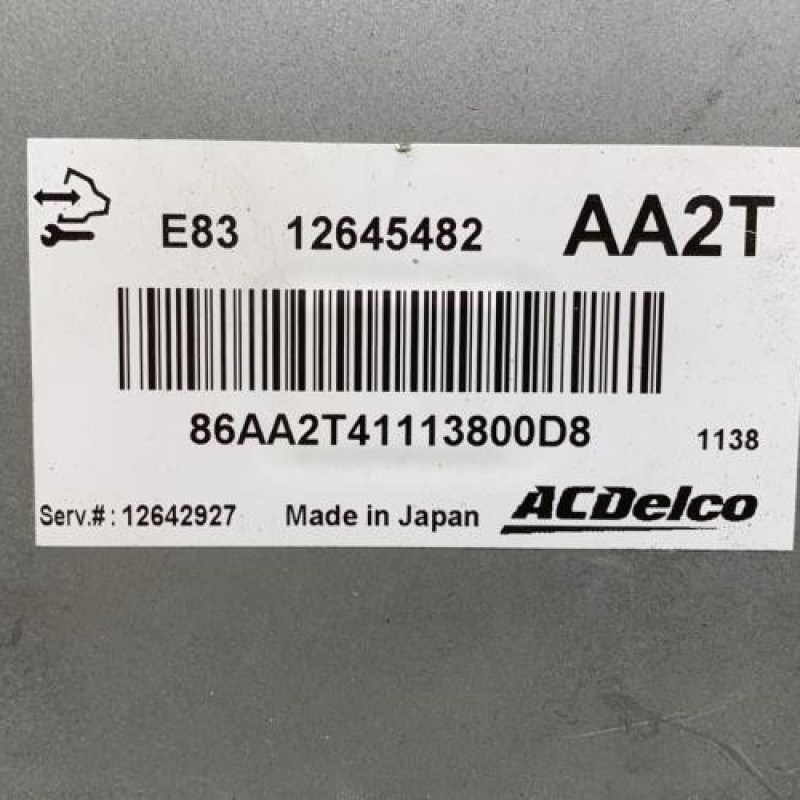 E83 12645482 AA2T
86AA2T41113800D8 1138
Serv.#: 12642927 Made in Japan ACDelco